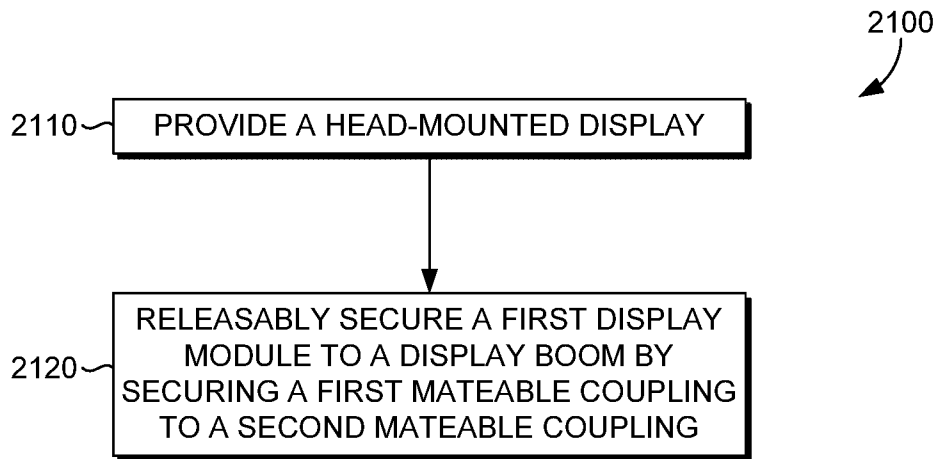 2100
2110
PROVIDE A HEAD-MOUNTED DISPLAY
2120
RELEASABLY SECURE A FIRST DISPLAY
MODULE TO A DISPLAY BOOM BY
SECURING A FIRST MATEABLE COUPLING
TO A SECOND MATEABLE COUPLING